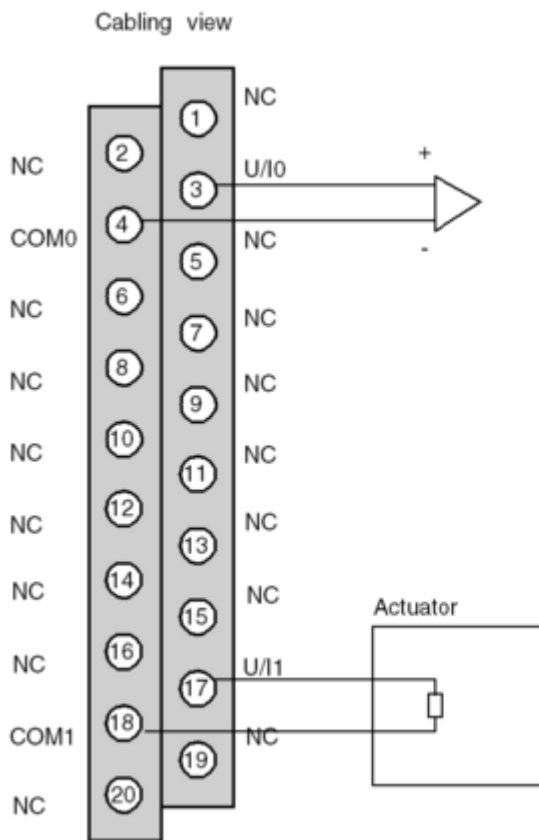 Cabling view
NC
1
2
NC
U/I0
+
3
4
COM0
NC
-
5
6
NC
NC
7
8
NC
NC
9
10
NC
NC
11
12
NC
NC
13
14
NC
NC
15
Actuator
16
NC
U/I1
17
18
COM1
NC
19
20
NC